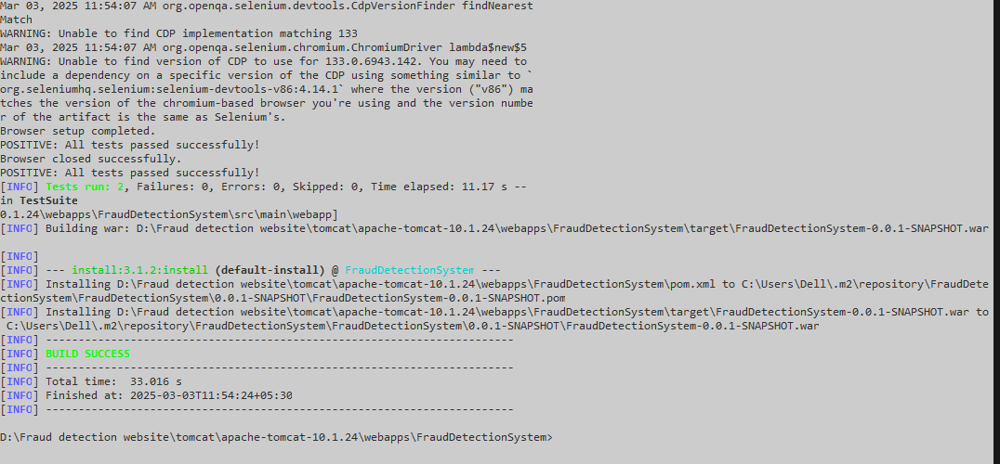 Mar 03, 2025 11:54:07 AM org.openqa.selenium.devtools.CdpVersionFinder findNearest
Match
WARNING: Unable to find CDP implementation matching 133
Mar 03, 2025 11:54:07 AM org.openqa.selenium.chromium.ChromiumDriver lambda$new$5
WARNING: Unable to find version of CDP to use for 133.0.6943.142. You may need to
include a dependency on a specific version of the CDP using something similar to `
org.seleniumhq.selenium:selenium-devtools-v86:4.14.1` where the version ("v86") ma
tches the version of the chromium-based browser you're using and the version numbe
r of the artifact is the same as Selenium's.
Browser setup completed.
POSITIVE: All tests passed successfully!
Browser closed successfully.
POSITIVE: All tests passed successfully!
[INFO] Tests run: 2, Failures: 0, Errors: 0, Skipped: 0, Time elapsed: 11.17 s --
in TestSuite
0.1.24\webapps\FraudDetectionSystem\src\main\webapp]
[INFO] Building war: D:\Fraud detection website\tomcat\apache-tomcat-10.1.24\webapps\FraudDetectionSystem\target\FraudDetectionSystem-0.0.1-SNAPSHOT.war
[INFO]
[INFO] --- install:3.1.2:install (default-install) @ FraudDetectionSystem ---
[INFO] Installing D:\Fraud detection website\tomcat\apache-tomcat-10.1.24\webapps\FraudDetectionSystem\pom.xml to C:\Users\Dell\.m2\repository\FraudDete
ctionSystem\FraudDetectionSystem\0.0.1-SNAPSHOT\FraudDetectionSystem-0.0.1-SNAPSHOT.pom
[INFO] Installing D:\Fraud detection website\tomcat\apache-tomcat-10.1.24\webapps\FraudDetectionSystem\target\FraudDetectionSystem-0.0.1-SNAPSHOT.war to
C:\Users\Dell\.m2\repository\FraudDetectionSystem\FraudDetectionSystem\0.0.1-SNAPSHOT\FraudDetectionSystem-0.0.1-SNAPSHOT.war
[INFO] ------------------------------------------------------------------------
[INFO] BUILD SUCCESS
[INFO] ------------------------------------------------------------------------
[INFO] Total time:  33.016 s
[INFO] Finished at: 2025-03-03T11:54:24+05:30
[INFO] ------------------------------------------------------------------------
D:\Fraud detection website\tomcat\apache-tomcat-10.1.24\webapps\FraudDetectionSystem>